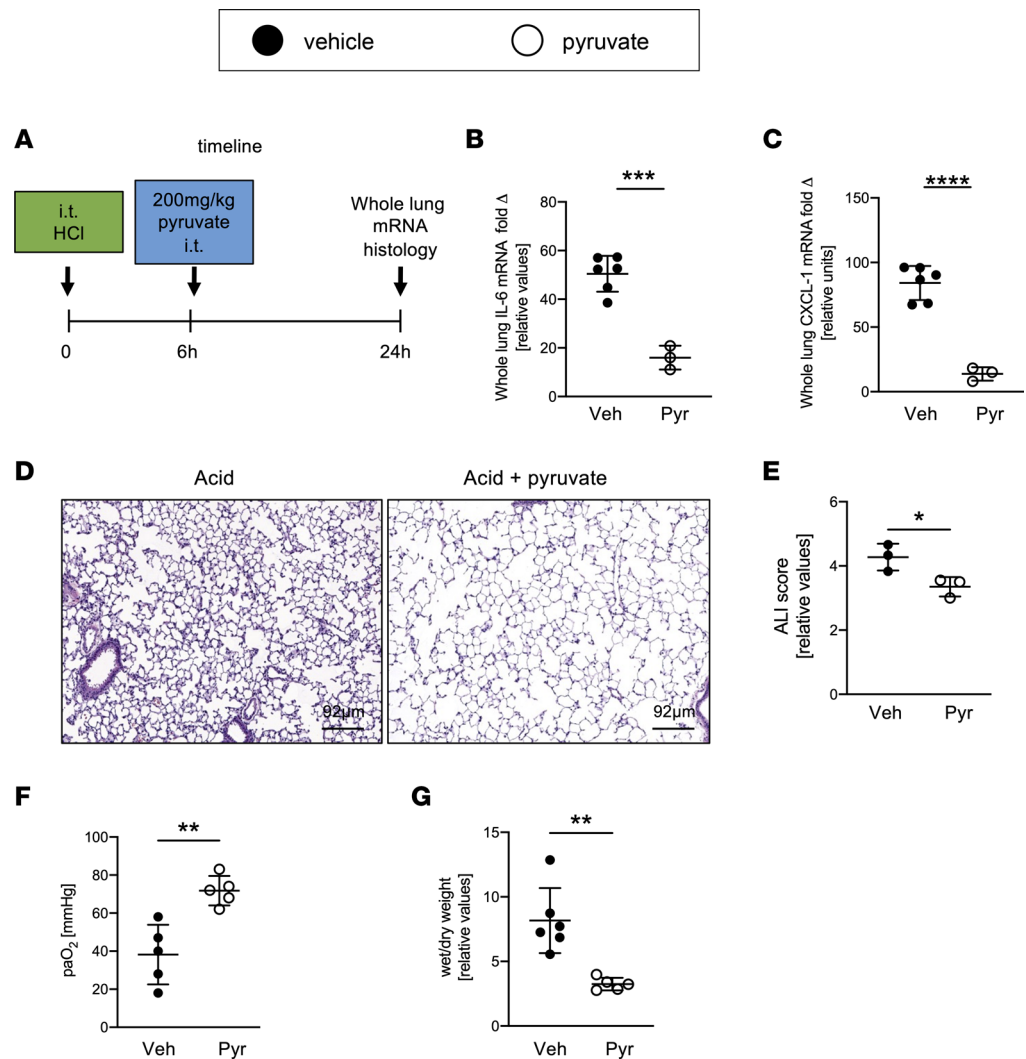 vehicle
pyruvate
A
timeline
i.t.
HCl
200mg/kg
pyruvate
i.t.
Whole lung
mRNA
histology
0
6h
24h
B
Whole lung IL-6 mRNA fold Δ
[relative values]
80
60
40
20
0
***
Veh
Pyr
C
Whole lung CXCL-1 mRNA fold Δ
[relative units]
150
100
50
0
****
Veh
Pyr
D
Acid
Acid + pyruvate
92µm
92µm
E
ALI score
[relative values]
6
4
2
0
*
Veh
Pyr
F
paO2 [mmHg]
100
80
60
40
20
0
**
Veh
Pyr
G
wet/dry weight
[relative values]
15
10
5
0
**
Veh
Pyr